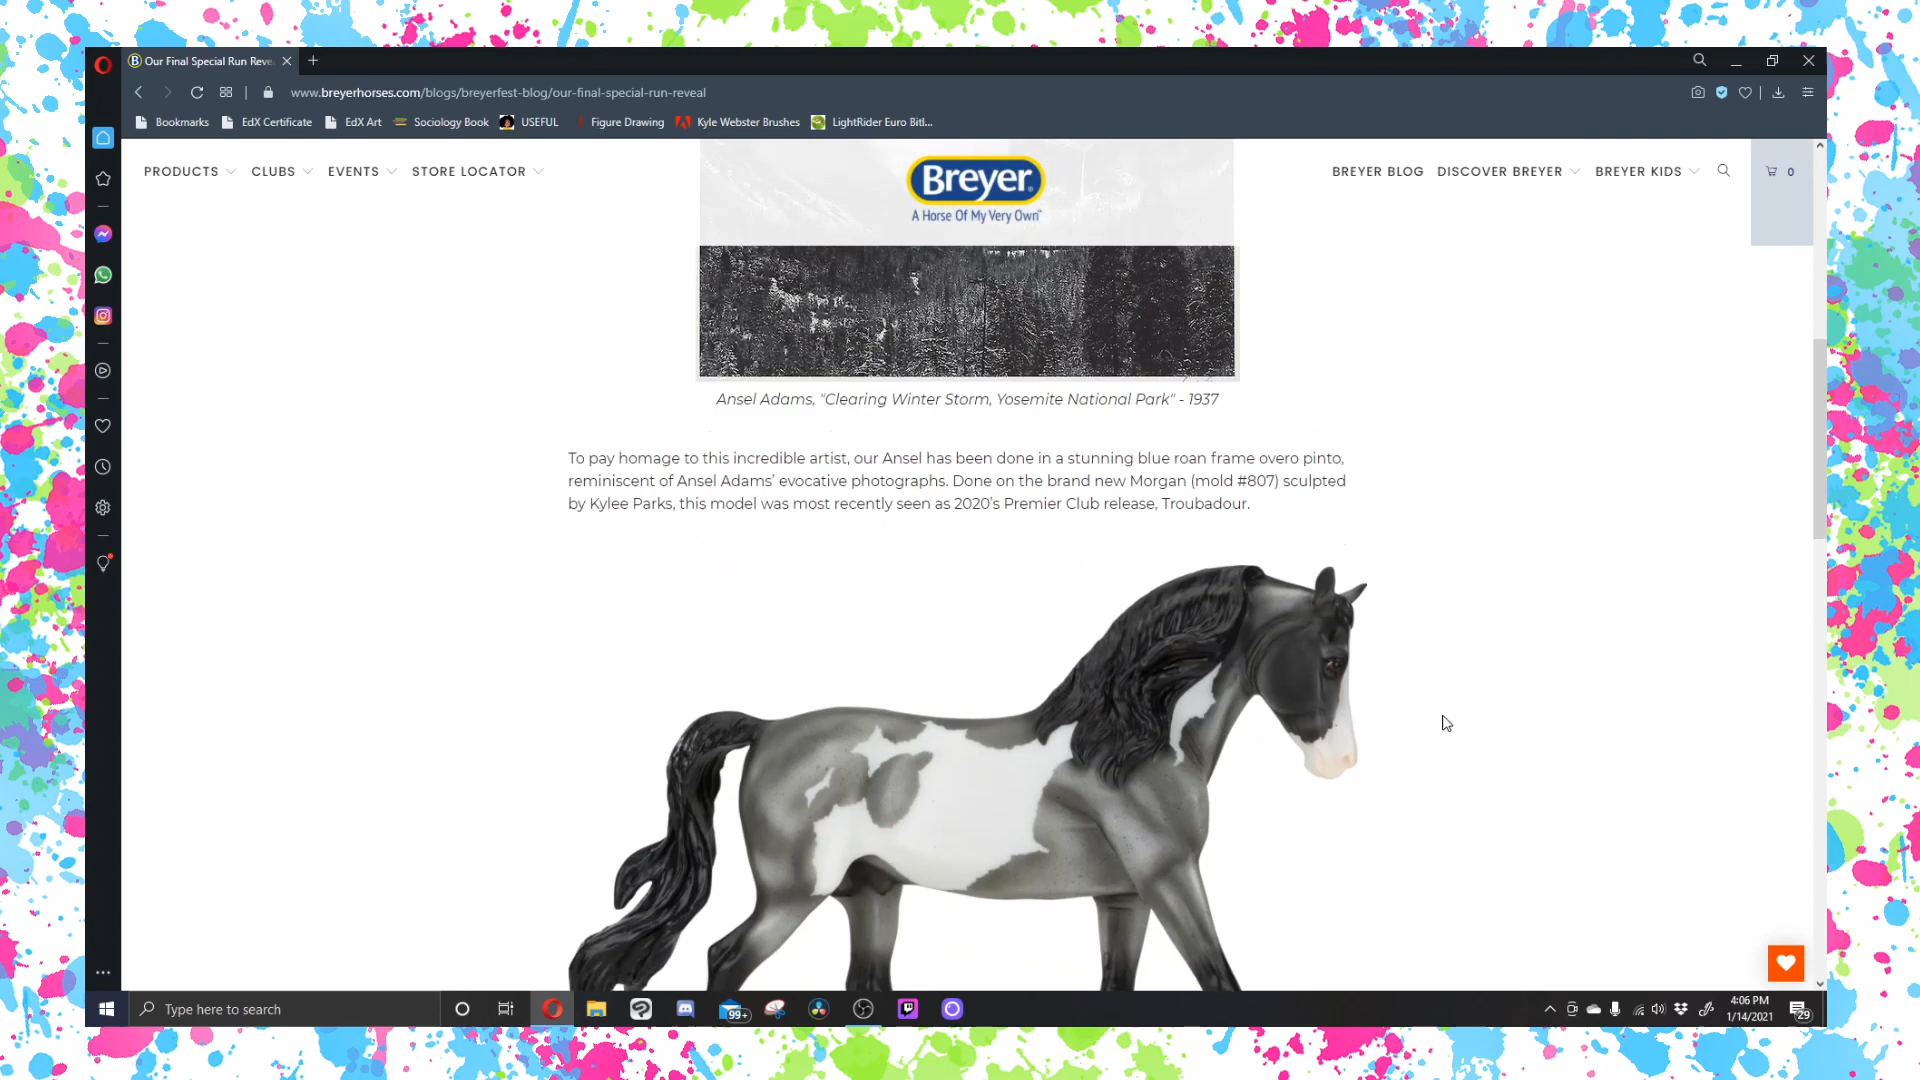 Our Final Special Run Reve
www.breyerhorses.com/blogs/breyerfest-blog/our-final-special-run-reveal
Bookmarks
EdX Certificate
EdX Art
Sociology Book
USEFUL
Figure Drawing
Kyle Webster Brushes
LightRider Euro Bitl...
PRODUCTS
CLUBS
EVENTS
STORE LOCATOR
Breyer
A Horse Of My Very Own™
BREYER BLOG
DISCOVER BREYER
BREYER KIDS
0
Ansel Adams, "Clearing Winter Storm, Yosemite National Park" - 1937
To pay homage to this incredible artist, our Ansel has been done in a stunning blue roan frame overo pinto,
reminiscent of Ansel Adams’ evocative photographs. Done on the brand new Morgan (mold #807) sculpted
by Kylee Parks, this model was most recently seen as 2020’s Premier Club release, Troubadour.
Type here to search
99+
4:06 PM
1/14/2021
29